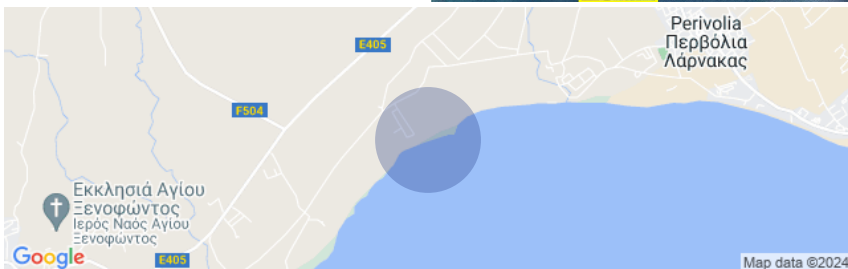 Perivolia
Περβόλια
Λάρνακας
E405
F504
Εκκλησιά Αγίου
Ξενοφώντος
Ιερός Ναός Αγίου
Ξενοφώντος
E405
Google
Map data ©2024